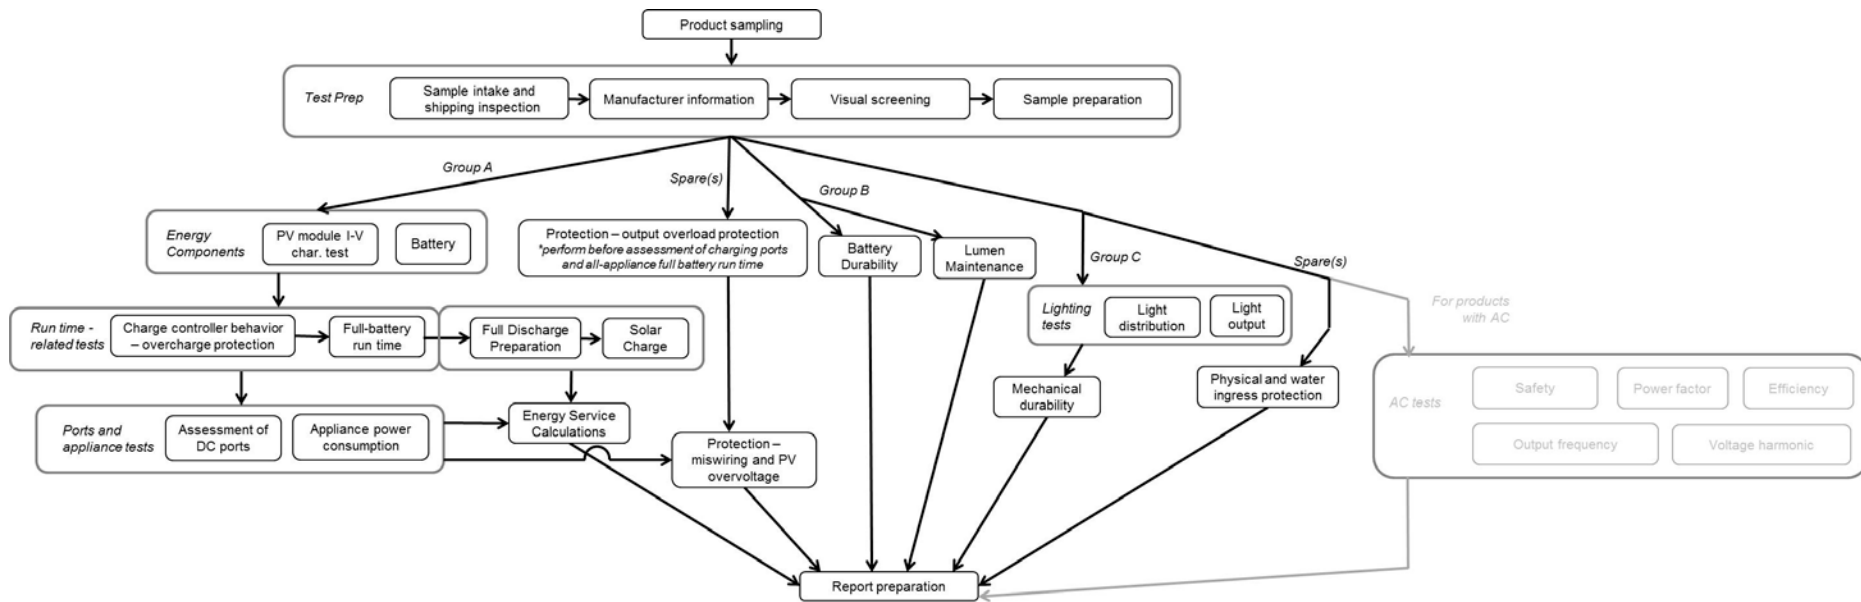 Product sampling
Test Prep
Sample intake and
shipping inspection
Manufacturer information
Visual screening
Sample preparation
Group A
Spare(s)
Group B
Group C
Spare(s)
For products
with AC
Energy
Components
PV module I-V
char. test
Battery
Protection – output overload protection
*perform before assessment of charging ports
and all-appliance full battery run time
Battery
Durability
Lumen
Maintenance
Lighting
tests
Light
distribution
Light
output
Run time -
related tests
Charge controller behavior
– overcharge protection
Full-battery
run time
Full Discharge
Preparation
Solar
Charge
Mechanical
durability
Physical and water
ingress protection
AC tests
Safety
Power factor
Efficiency
Output frequency
Voltage harmonic
Ports and
appliance tests
Assessment of
DC ports
Appliance power
consumption
Energy Service
Calculations
Protection –
miswiring and PV
overvoltage
Report preparation